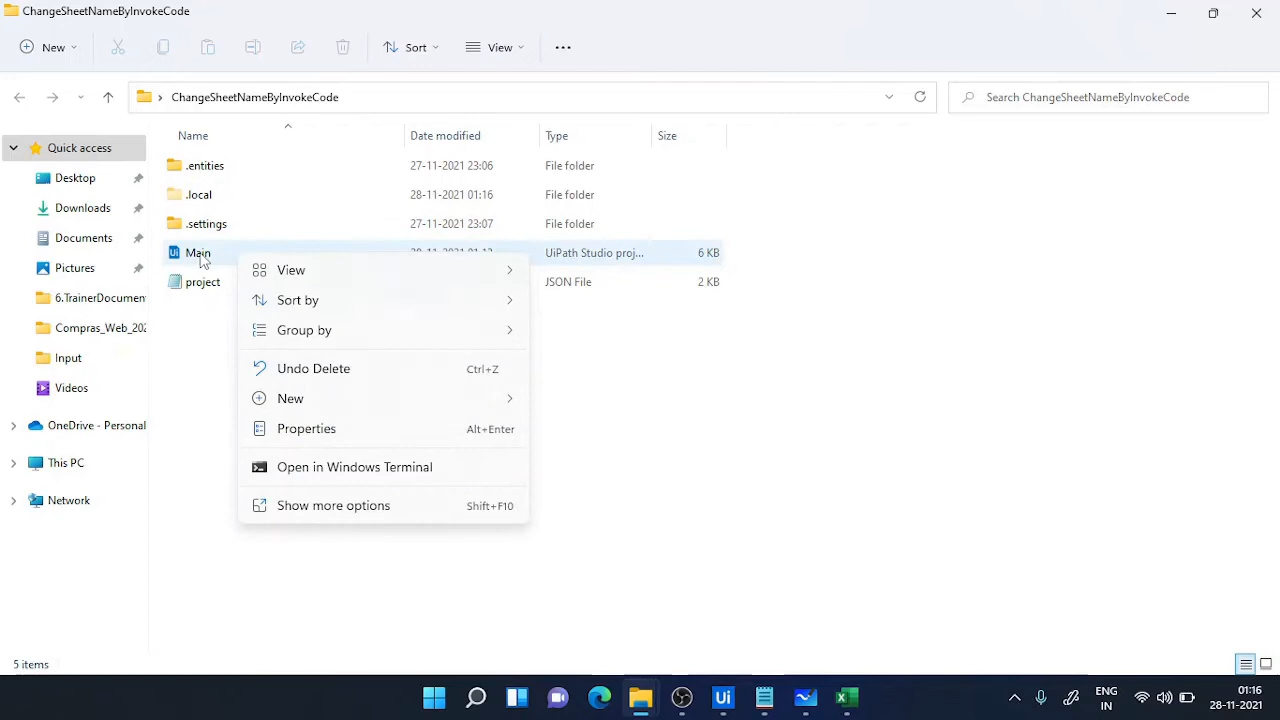 ChangeSheetNameByInvokeCode
New
Sort
View
ChangeSheetNameByInvokeCode
Search ChangeSheetNameByInvokeCode
Name Date modified Type Size
Quick access
Desktop
Downloads
Documents
Pictures
6.TrainerDocument
Compras_Web_202
Input
Videos
OneDrive - Personal
This PC
Network
.entities 27-11-2021 23:06 File folder
.local 28-11-2021 01:16 File folder
.settings 27-11-2021 23:07 File folder
Main UiPath Studio proj... 6 KB
project JSON File 2 KB
View
Sort by
Group by
Undo Delete Ctrl+Z
New
Properties Alt+Enter
Open in Windows Terminal
Show more options Shift+F10
5 items
Ui
ENG
IN
01:16
28-11-2021